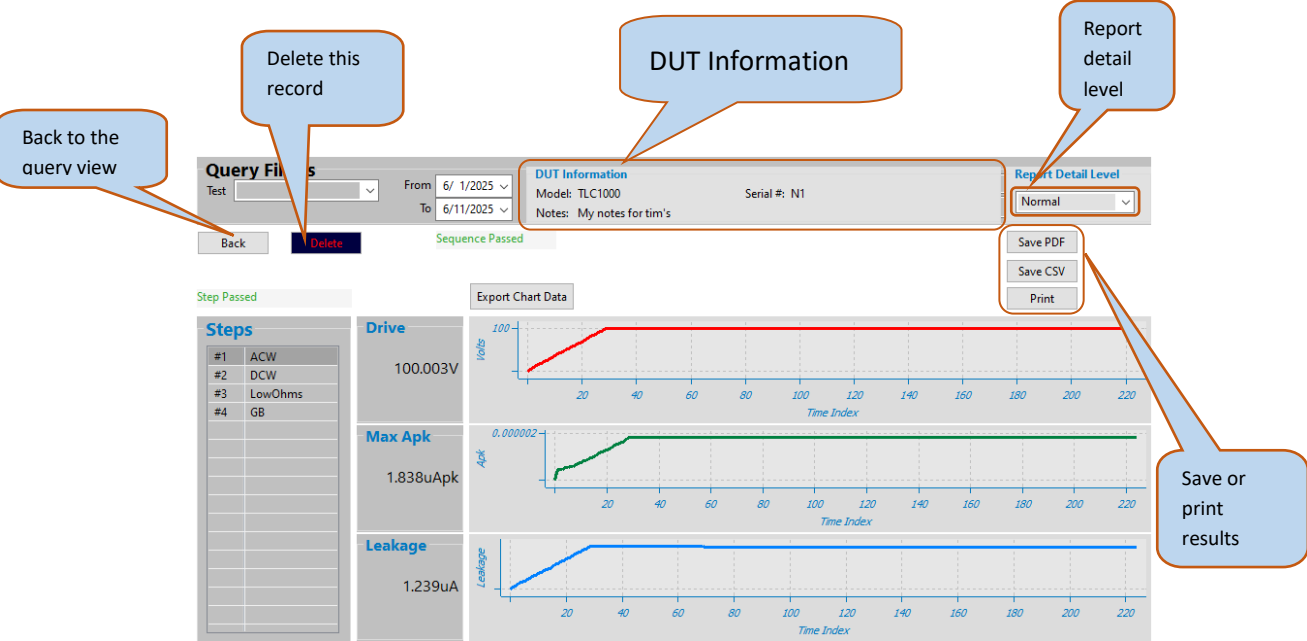 Report
detail
level
Delete this
record
DUT Information
Back to the
query view
Query Filters
Test
From 6/ 1/2025
To 6/11/2025
DUT Information
Model: TLC1000 Serial #: N1
Notes: My notes for tim's
Report Detail Level
Normal
Back
Delete
Sequence Passed
Save PDF
Save CSV
Print
Step Passed
Export Chart Data
Steps
#1 ACW
#2 DCW
#3 LowOhms
#4 GB
Drive
100.003V
Volts
100
20 40 60 80 100 120 140 160 180 200 220
Time Index
Max Apk
1.838uApk
Apk
0.000002
20 40 60 80 100 120 140 160 180 200 220
Time Index
Leakage
1.239uA
Leakage
20 40 60 80 100 120 140 160 180 200 220
Time Index
Save or
print
results